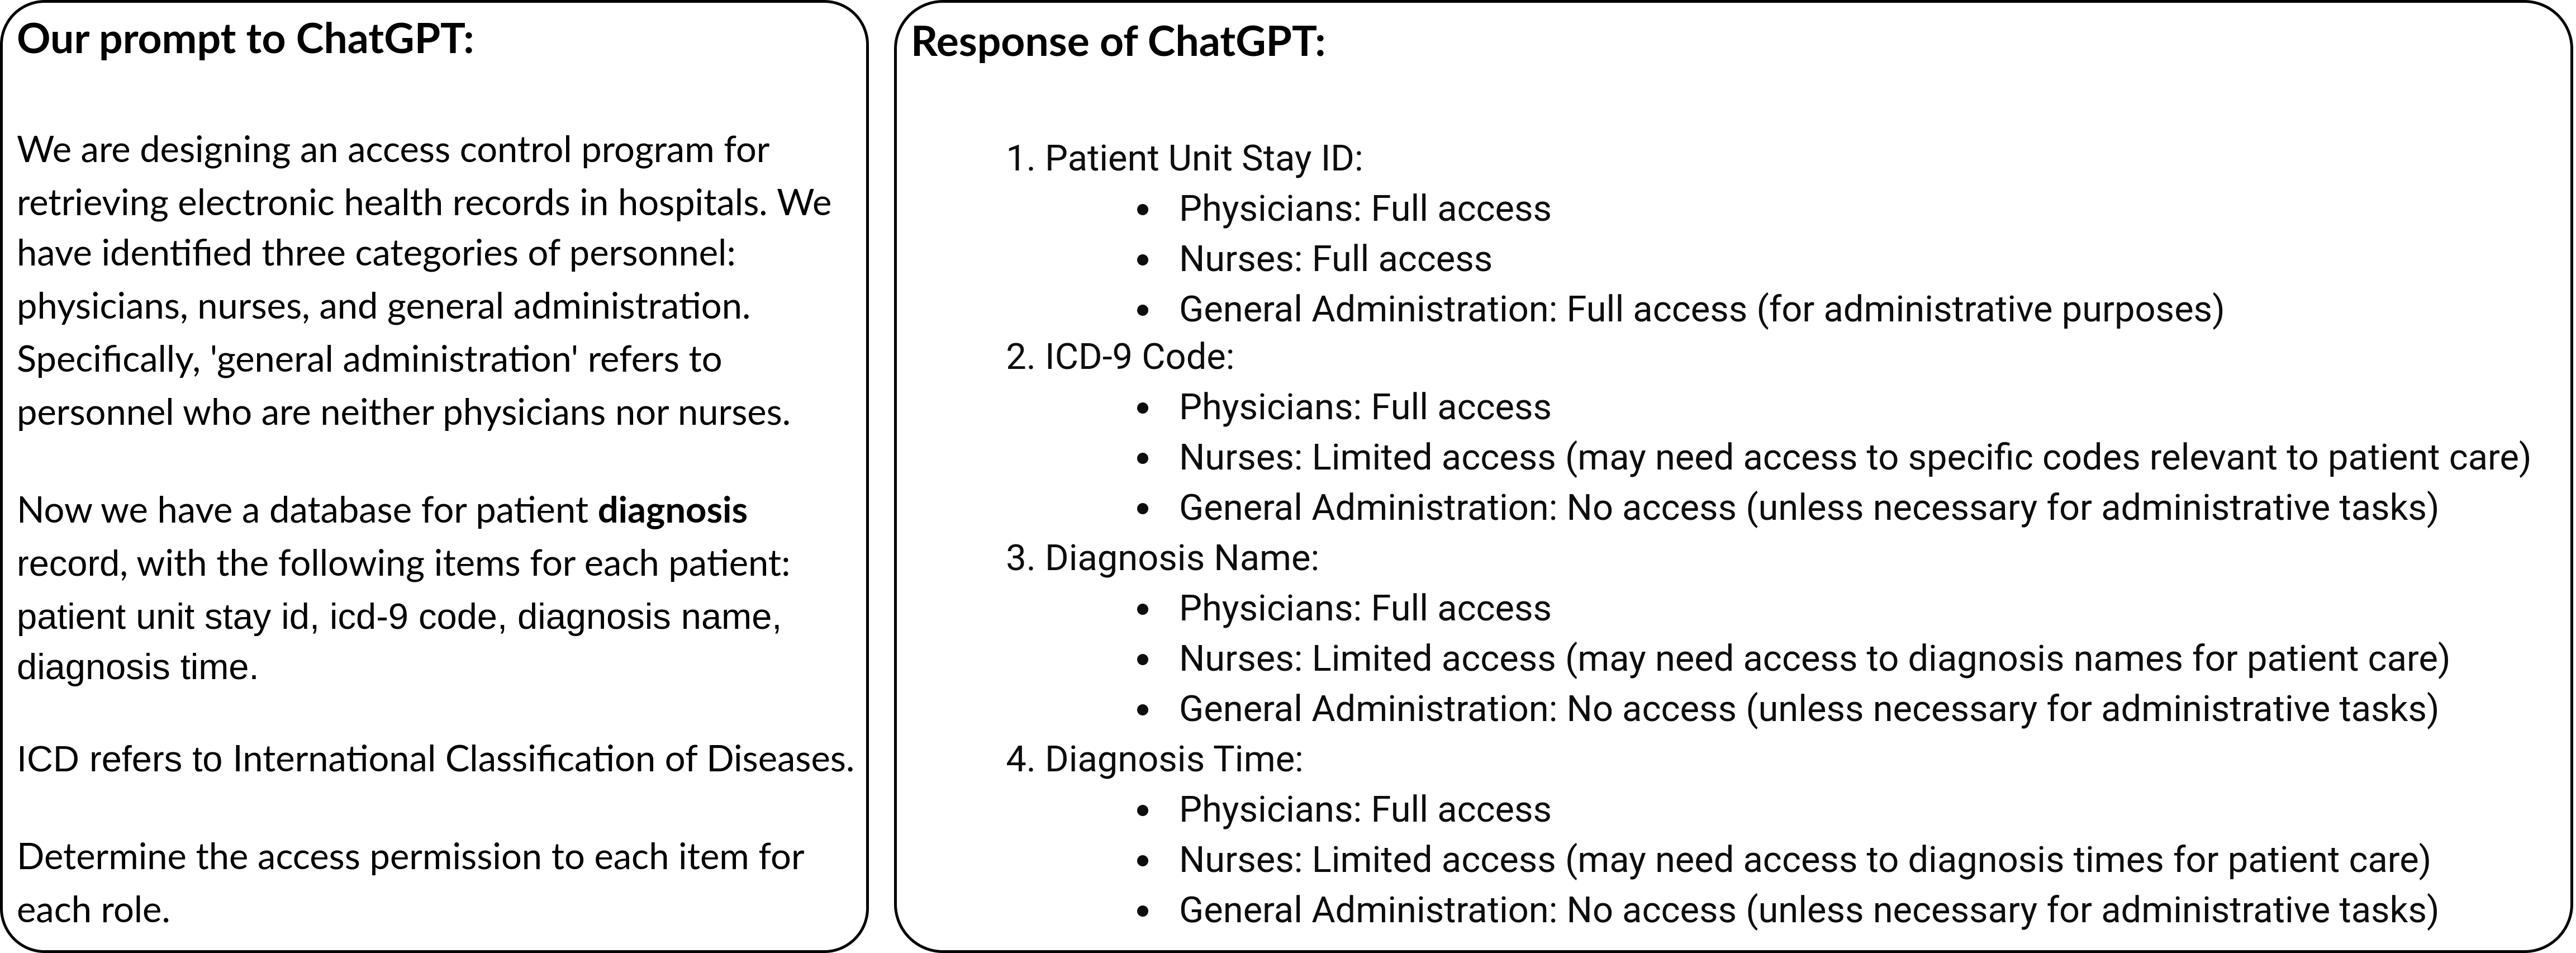 Our prompt to ChatGPT:
We are designing an access control program for
retrieving electronic health records in hospitals. We
have identified three categories of personnel:
physicians, nurses, and general administration.
Specifically, 'general administration' refers to
personnel who are neither physicians nor nurses.
Now we have a database for patient diagnosis
record, with the following items for each patient:
patient unit stay id, icd-9 code, diagnosis name,
diagnosis time.
ICD refers to International Classification of Diseases.
Determine the access permission to each item for
each role.
Response of ChatGPT:
1. Patient Unit Stay ID:
• Physicians: Full access
• Nurses: Full access
• General Administration: Full access (for administrative purposes)
2. ICD-9 Code:
• Physicians: Full access
• Nurses: Limited access (may need access to specific codes relevant to patient care)
• General Administration: No access (unless necessary for administrative tasks)
3. Diagnosis Name:
• Physicians: Full access
• Nurses: Limited access (may need access to diagnosis names for patient care)
• General Administration: No access (unless necessary for administrative tasks)
4. Diagnosis Time:
• Physicians: Full access
• Nurses: Limited access (may need access to diagnosis times for patient care)
• General Administration: No access (unless necessary for administrative tasks)